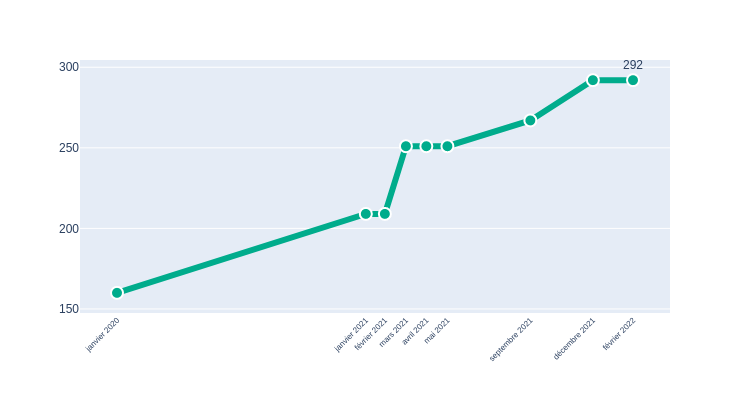 292
300
250
200
150
janvier 2020
janvier 2021
février 2021
mars 2021
avril 2021
mai 2021
septembre 2021
décembre 2021
février 2022